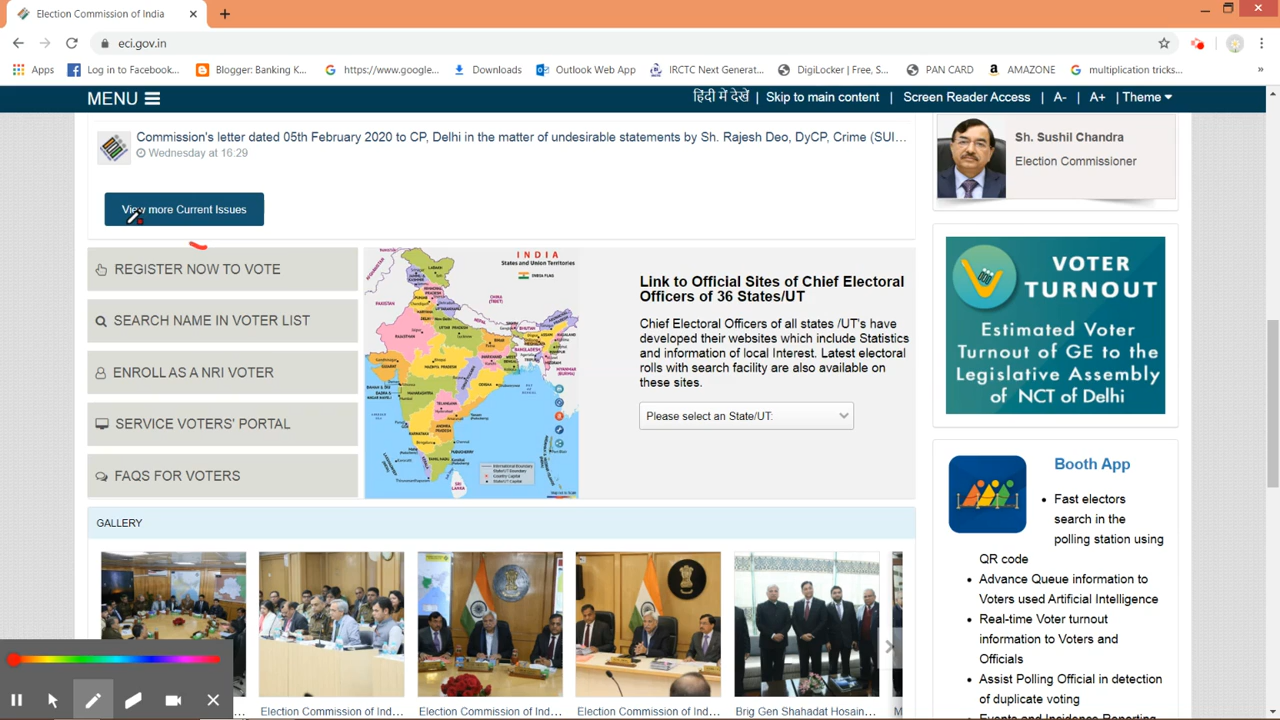 Election Commission of India
eci.gov.in
Apps
Log in to Facebook...
Blogger: Banking K...
https://www.google...
Downloads
Outlook Web App
IRCTC Next Generat...
DigiLocker | Free, S...
PAN CARD
AMAZONE
multiplication tricks...
»
MENU
हिंदी में देखें | Skip to main content | Screen Reader Access | A- | A+ | Theme
Commission's letter dated 05th February 2020 to CP, Delhi in the matter of undesirable statements by Sh. Rajesh Deo, DyCP, Crime (SUI...
Wednesday at 16:29
View more Current Issues
Sh. Sushil Chandra
Election Commissioner
REGISTER NOW TO VOTE
SEARCH NAME IN VOTER LIST
ENROLL AS A NRI VOTER
SERVICE VOTERS' PORTAL
FAQS FOR VOTERS
INDIA
States and Union Territories
Link to Official Sites of Chief Electoral
Officers of 36 States/UT
Chief Electoral Officers of all states /UT's have
developed their websites which include Statistics
and information of local Interest. Latest electoral
rolls with search facility are also available on
these sites.
Please select an State/UT:
VOTER
TURNOUT
Estimated Voter
Turnout of GE to the
Legislative Assembly
of NCT of Delhi
Booth App
Fast electors
search in the
polling station using
QR code
Advance Queue information to
Voters used Artificial Intelligence
Real-time Voter turnout
information to Voters and
Officials
Assist Polling Official in detection
of duplicate voting
Events and Incidence Reporting
GALLERY
Election Commission of Ind...
Election Commission of Ind...
Election Commission of Ind...
Brig Gen Shahadat Hosain...